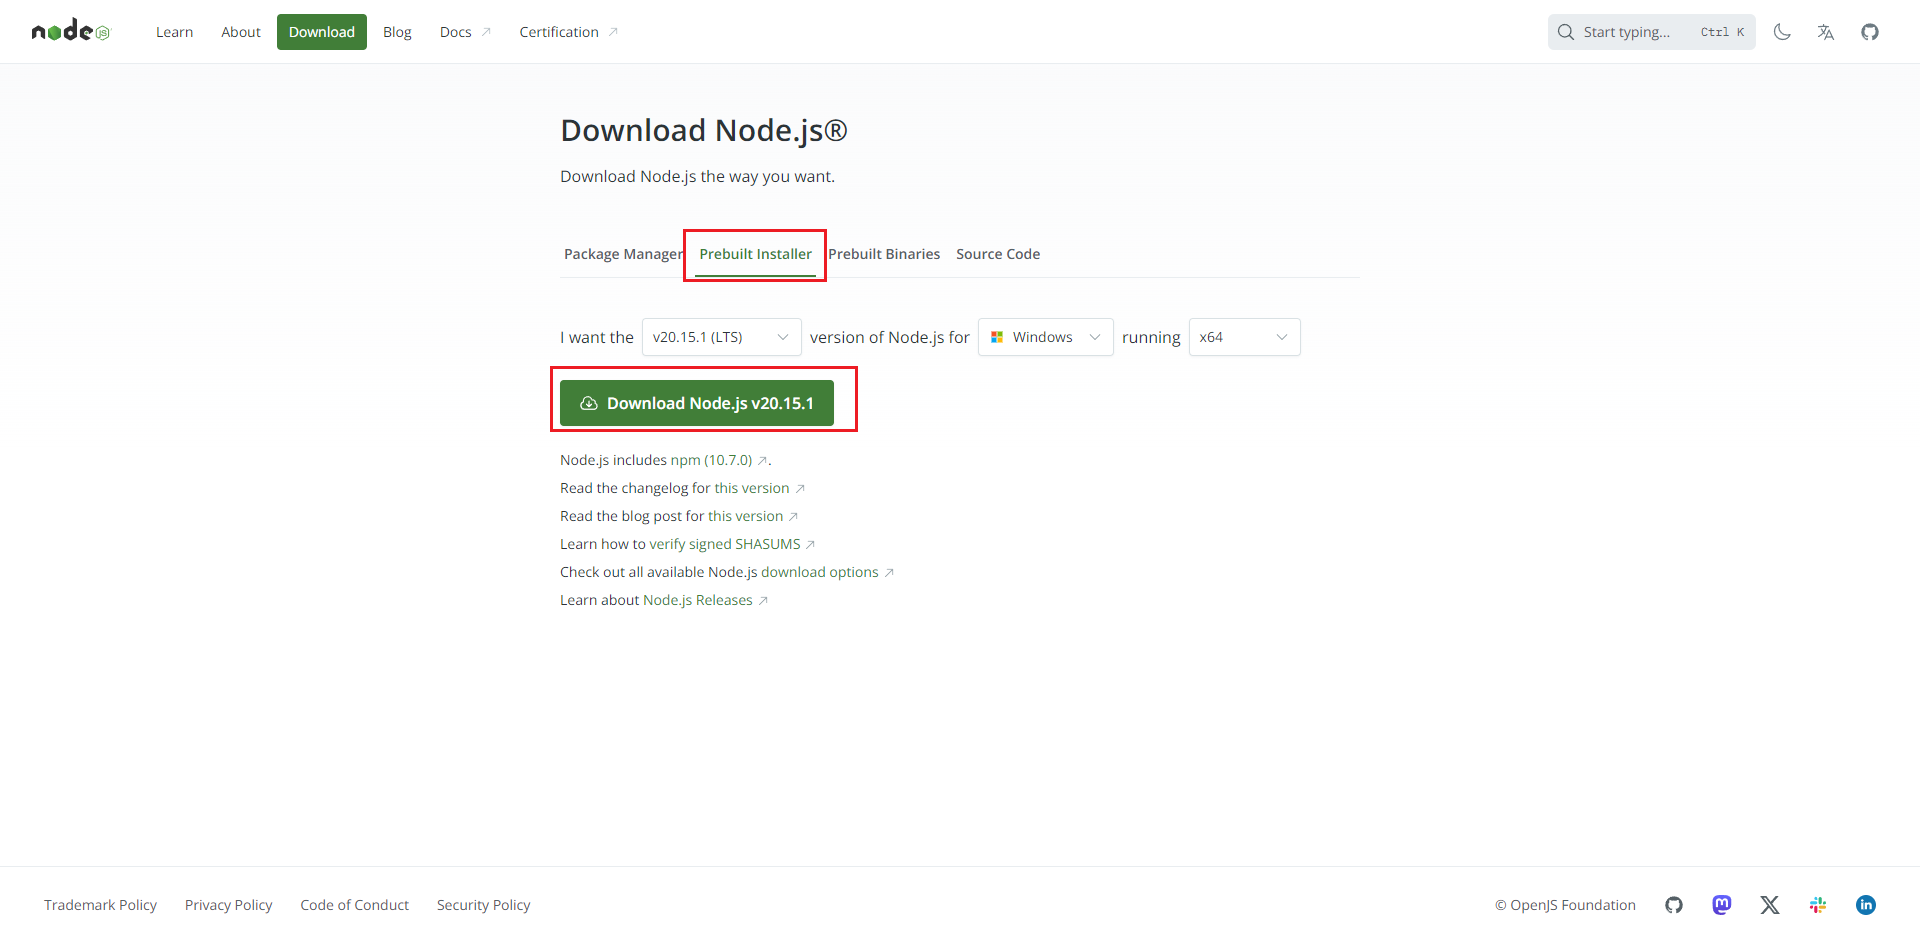 node JS
Learn About Download Blog Docs Certification Start typing... Ctrl K
Download Node.js®
Download Node.js the way you want.
Package Manager Prebuilt Installer Prebuilt Binaries Source Code
I want the v20.15.1 (LTS) version of Node.js for Windows running x64
Download Node.js v20.15.1
Node.js includes npm (10.7.0) .
Read the changelog for this version
Read the blog post for this version
Learn how to verify signed SHASUMS
Check out all available Node.js download options
Learn about Node.js Releases
Trademark Policy Privacy Policy Code of Conduct Security Policy © OpenJS Foundation